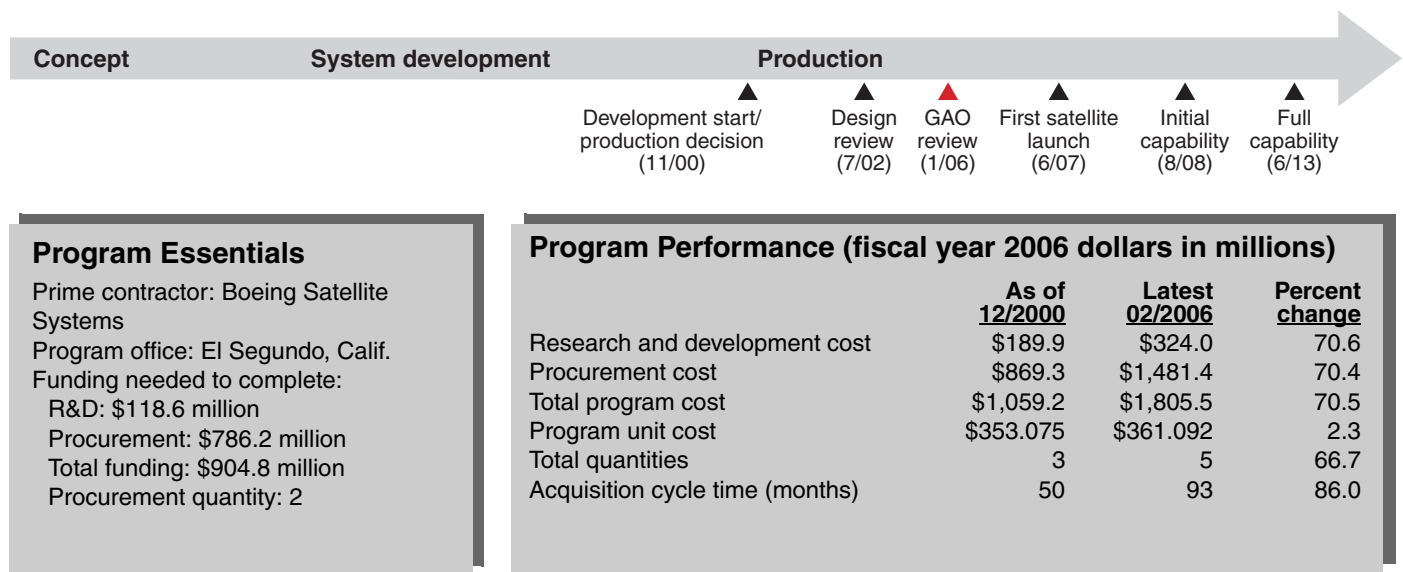 Concept System development Production
Development start/
production decision
(11/00)
Design
review
(7/02)
GAO
review
(1/06)
First satellite
launch
(6/07)
Initial
capability
(8/08)
Full
capability
(6/13)
Program Essentials
Prime contractor: Boeing Satellite
Systems
Program office: El Segundo, Calif.
Funding needed to complete:
R&D: $118.6 million
Procurement: $786.2 million
Total funding: $904.8 million
Procurement quantity: 2
Program Performance (fiscal year 2006 dollars in millions)
As of Latest Percent
12/2000 02/2006 change
Research and development cost $189.9 $324.0 70.6
Procurement cost $869.3 $1,481.4 70.4
Total program cost $1,059.2 $1,805.5 70.5
Program unit cost $353.075 $361.092 2.3
Total quantities 3 5 66.7
Acquisition cycle time (months) 50 93 86.0